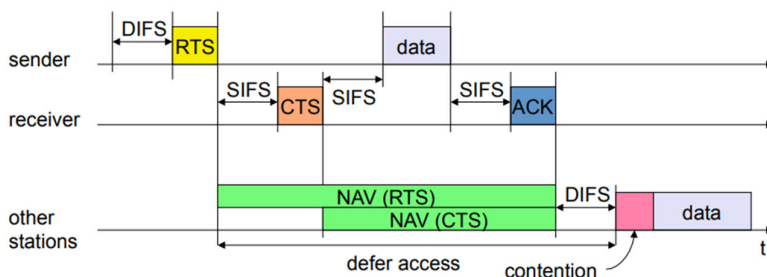 DIFS
RTS
data
sender
SIFS
SIFS
SIFS
CTS
ACK
receiver
NAV (RTS)
DIFS
NAV (CTS)
data
other
stations
t
defer access
contention